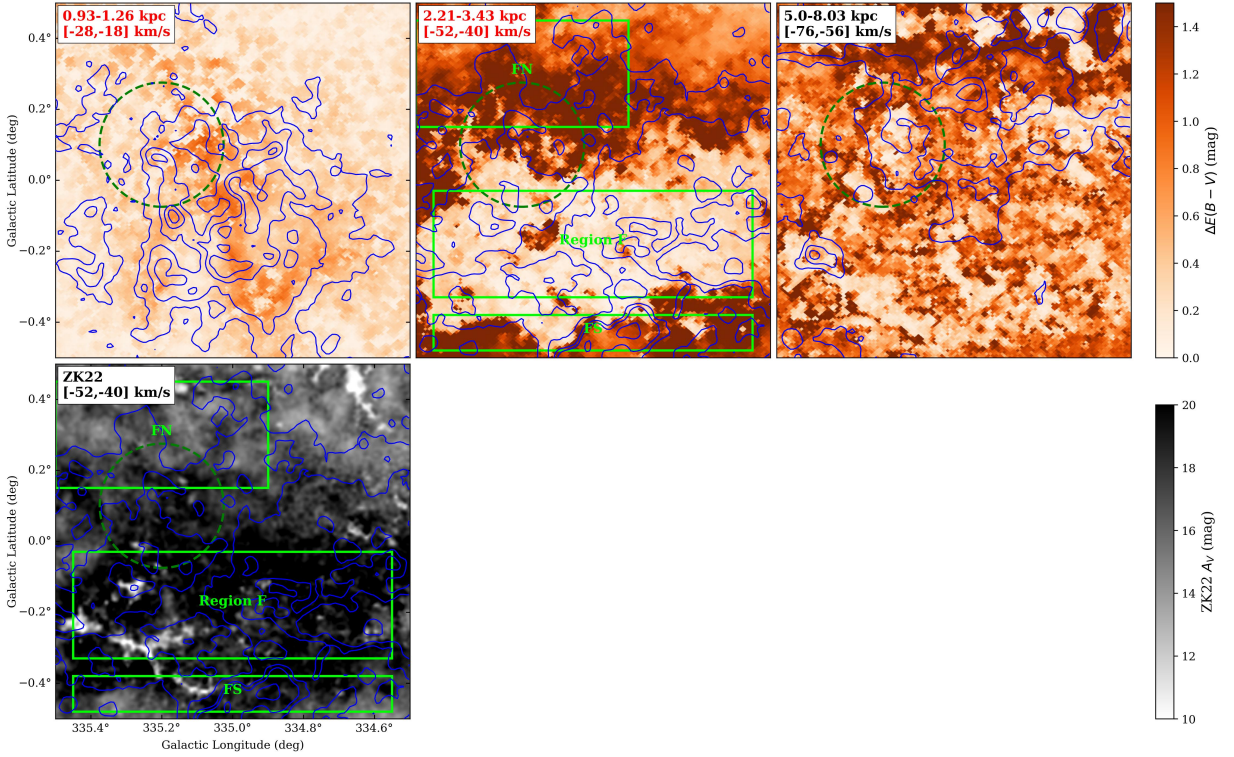 0.93-1.26 kpc
[-28,-18] km/s
2.21-3.43 kpc
[-52,-40] km/s
5.0-8.03 kpc
[-76,-56] km/s
FN
Region F
FS
0.4°
0.2°
0.0°
−0.2°
−0.4°
Galactic Latitude (deg)
1.4
1.2
1.0
0.8
0.6
0.4
0.2
0.0
ΔE(B − V) (mag)
ZK22
[-52,-40] km/s
FN
Region F
FS
0.4°
0.2°
0.0°
−0.2°
−0.4°
Galactic Latitude (deg)
335.4° 335.2° 335.0° 334.8° 334.6°
Galactic Longitude (deg)
20
18
16
14
12
10
ZK22 AV (mag)